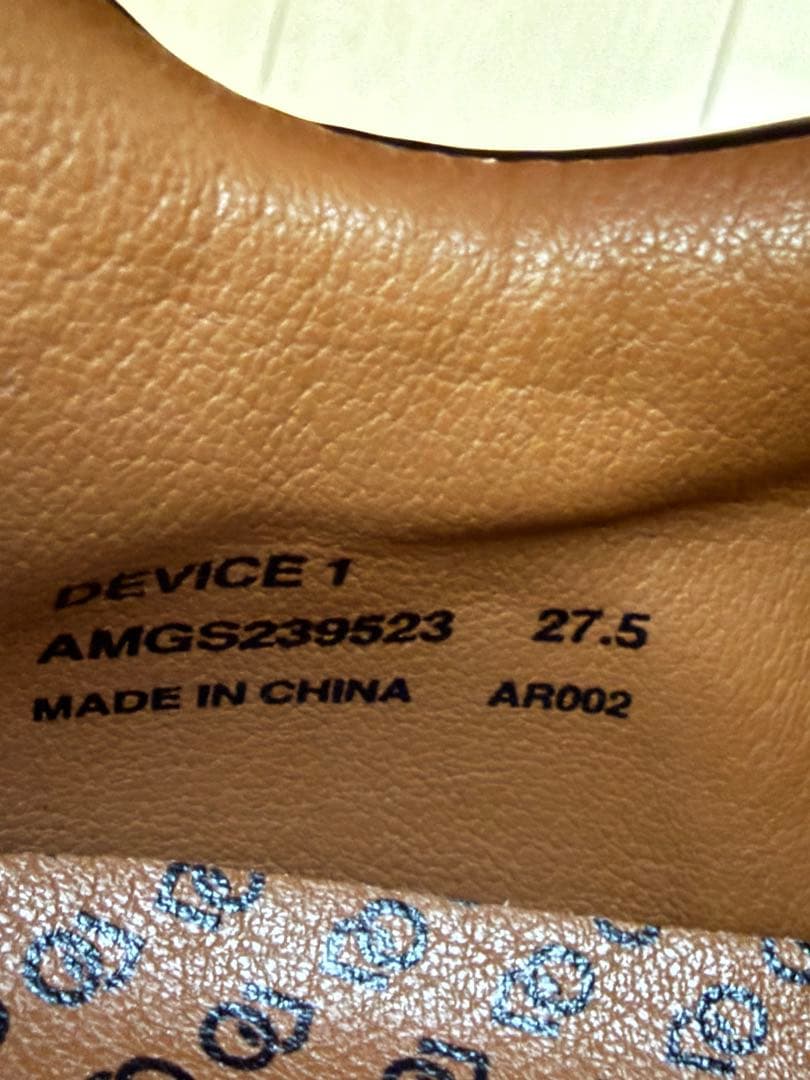 DEVICE 1
AMGS239523 27.5
MADE IN CHINA AR002